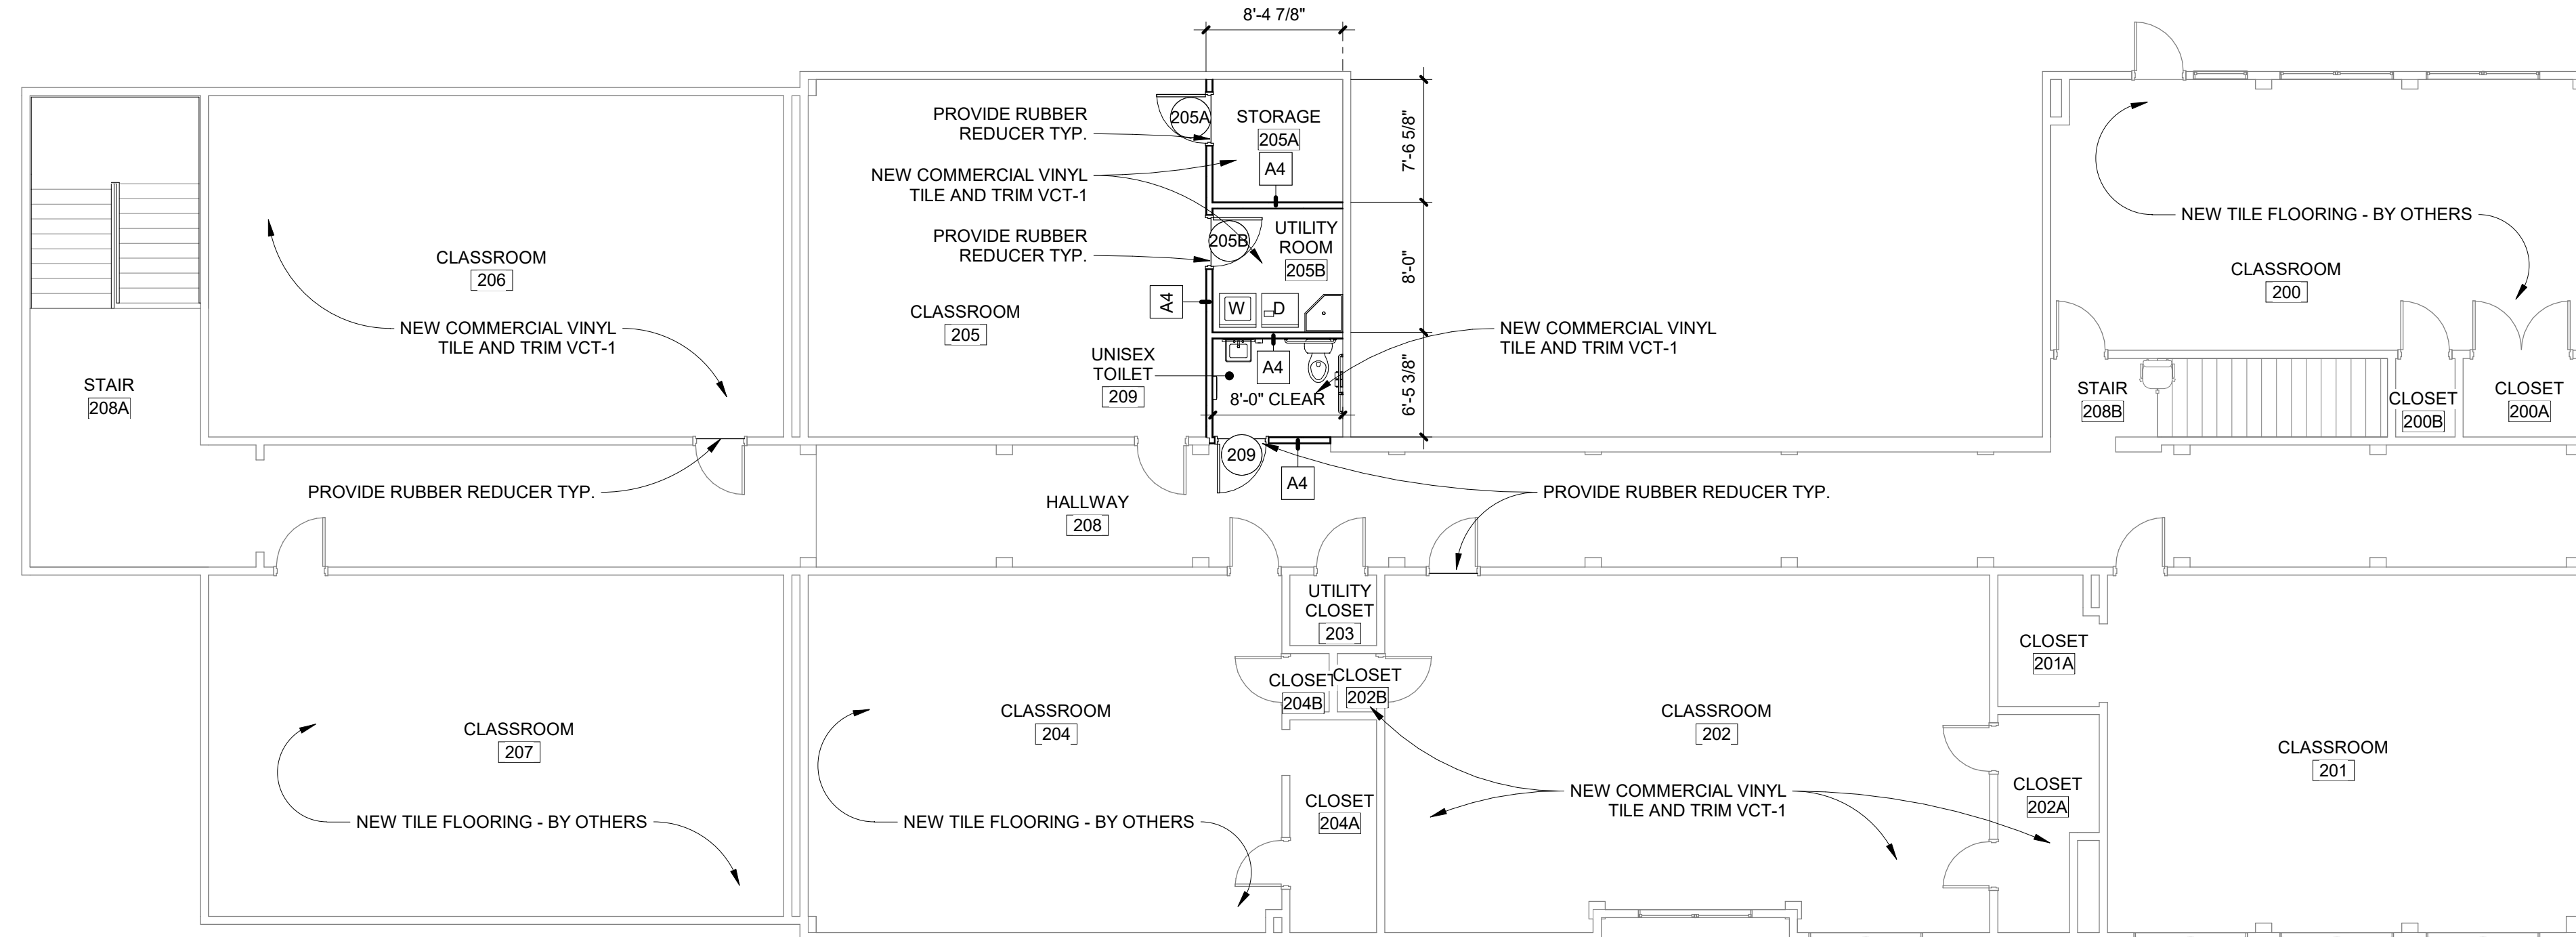 8'-4 7/8"
PROVIDE RUBBER
REDUCER TYP.
205A
STORAGE
205A
A4
7'-6 5/8"
NEW COMMERCIAL VINYL
TILE AND TRIM VCT-1
PROVIDE RUBBER
REDUCER TYP.
205B
UTILITY
ROOM
205B
8'-0"
A4
W
D
CLASSROOM
206
NEW COMMERCIAL VINYL
TILE AND TRIM VCT-1
CLASSROOM
205
UNISEX
TOILET
209
A4
8'-0" CLEAR
6'-5 3/8"
NEW COMMERCIAL VINYL
TILE AND TRIM VCT-1
NEW TILE FLOORING - BY OTHERS
CLASSROOM
200
STAIR
208A
STAIR
208B
CLOSET
200B
CLOSET
200A
209
A4
PROVIDE RUBBER REDUCER TYP.
HALLWAY
208
PROVIDE RUBBER REDUCER TYP.
UTILITY
CLOSET
203
CLOSET
204B
CLOSET
202B
CLOSET
201A
CLASSROOM
207
NEW TILE FLOORING - BY OTHERS
CLASSROOM
204
NEW TILE FLOORING - BY OTHERS
CLOSET
204A
CLASSROOM
202
NEW COMMERCIAL VINYL
TILE AND TRIM VCT-1
CLOSET
202A
CLASSROOM
201